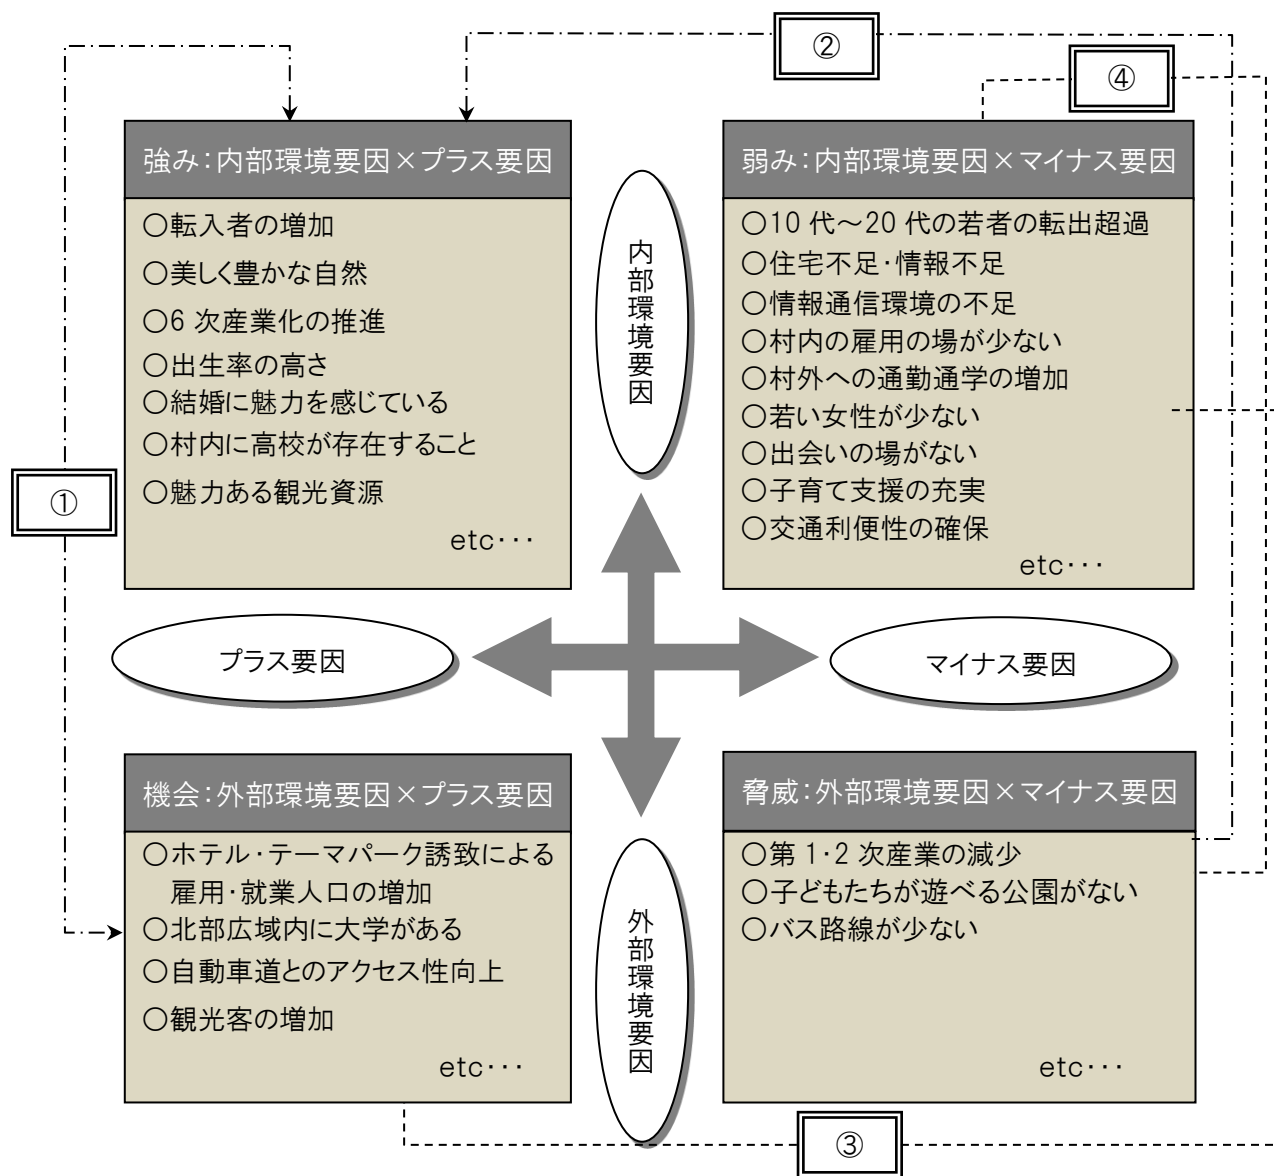 ②
④
強み：内部環境要因×プラス要因
○転入者の増加
○美しく豊かな自然
○6 次産業化の推進
○出生率の高さ
○結婚に魅力を感じている
○村内に高校が存在すること
○魅力ある観光資源
etc･･･
内部環境要因
弱み：内部環境要因×マイナス要因
○10 代～20 代の若者の転出超過
○住宅不足･情報不足
○情報通信環境の不足
○村内の雇用の場が少ない
○村外への通勤通学の増加
○若い女性が少ない
○出会いの場がない
○子育て支援の充実
○交通利便性の確保
etc･･･
①
プラス要因
マイナス要因
機会：外部環境要因×プラス要因
○ホテル･テーマパーク誘致による
雇用･就業人口の増加
○北部広域内に大学がある
○自動車道とのアクセス性向上
○観光客の増加
etc･･･
外部環境要因
脅威：外部環境要因×マイナス要因
○第 1･2 次産業の減少
○子どもたちが遊べる公園がない
○バス路線が少ない
etc･･･
③